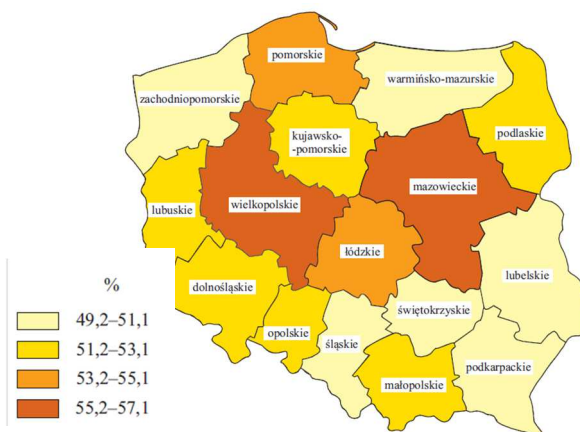 pomorskie
warmińsko-mazurskie
zachodniopomorskie
kujawsko-
-pomorskie
podlaskie
mazowieckie
wielkopolskie
lubuskie
łódzkie
lubelskie
dolnośląskie
świętokrzyskie
opolskie
śląskie
podkarpackie
małopolskie
%
49,2–51,1
51,2–53,1
53,2–55,1
55,2–57,1